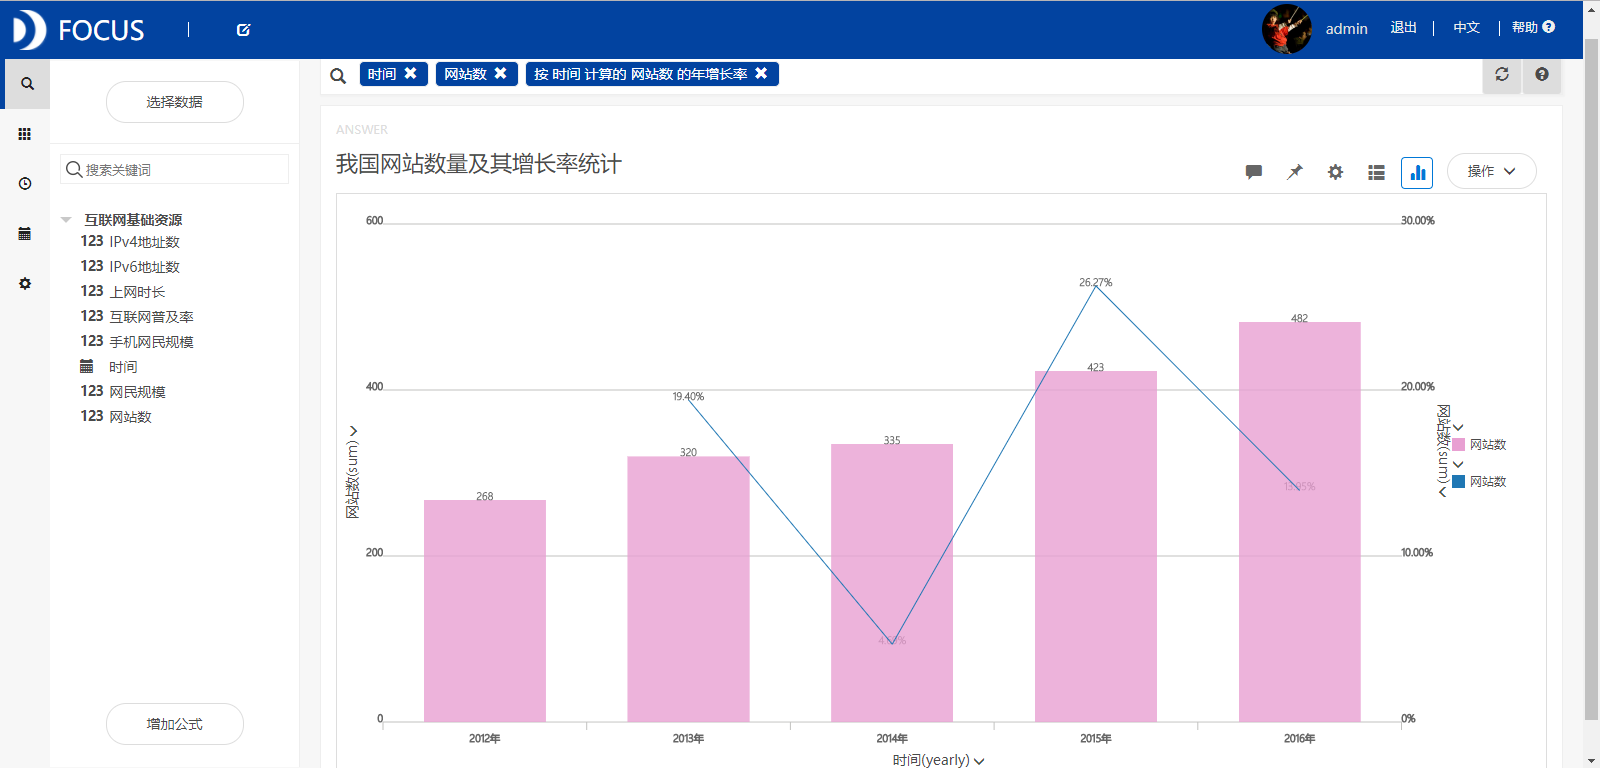 FOCUS
admin
退出
中文
帮助
选择数据
搜索关键词
互联网基础资源
123 IPv4地址数
123 IPv6地址数
123 上网时长
123 互联网普及率
123 手机网民规模
时间
123 网民规模
123 网站数
增加公式
时间
网站数
按 时间 计算的 网站数 的年增长率
ANSWER
我国网站数量及其增长率统计
操作
600
400
200
0
网站数(sum)
30.00%
20.00%
10.00%
0%
网站数(sum)
268
320
335
423
482
19.40%
4.69%
26.27%
13.95%
2012年
2013年
2014年
2015年
2016年
时间(yearly)
网站数
网站数